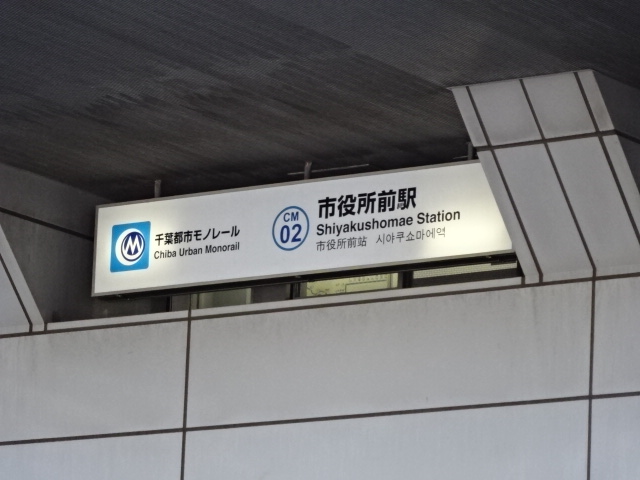 千葉都市モノレール
Chiba Urban Monorail
CM
02
市役所前駅
Shiyakushomae Station
市役所前站 시야쿠쇼마에역